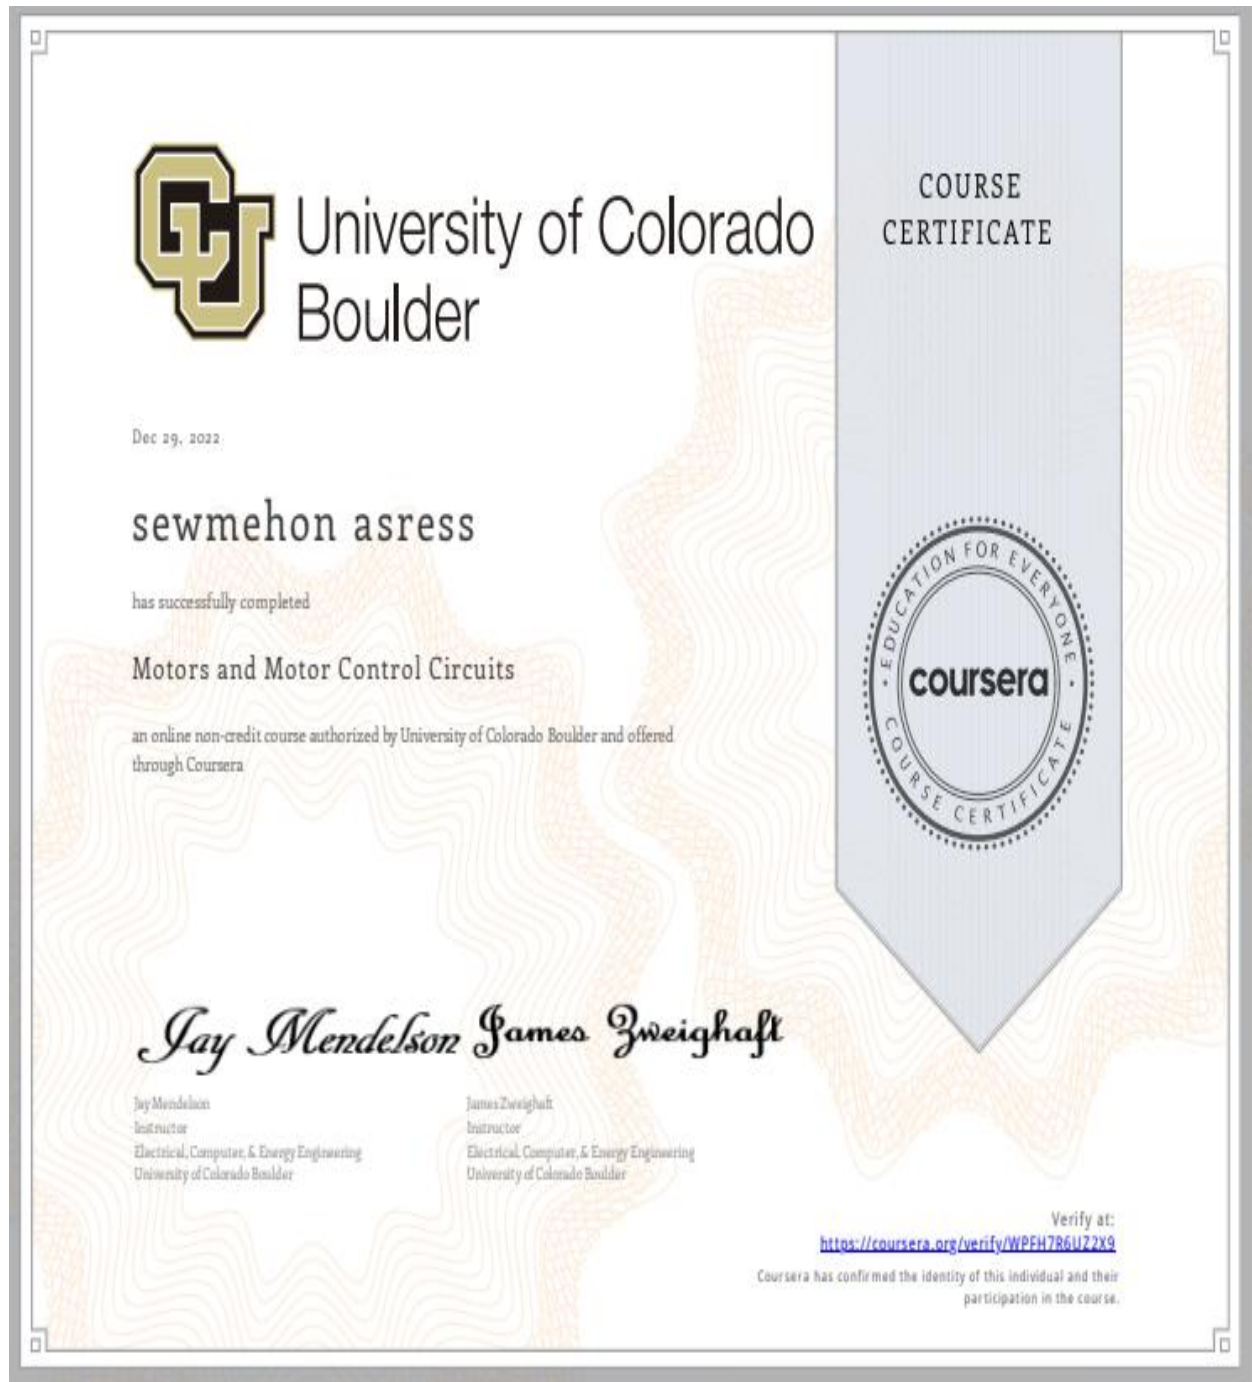 University of Colorado
Boulder
COURSE
CERTIFICATE
Dec 29, 2022
sewmehon asress
has successfully completed
Motors and Motor Control Circuits
an online non-credit course authorized by University of Colorado Boulder and offered
through Coursera
EDUCATION FOR EVERYONE
coursera
COURSE CERTIFICATE
Jay Mendelson
James Zweighaft
Jay Mendelson
Instructor
Electrical, Computer, & Energy Engineering
University of Colorado Boulder
James Zweighaft
Instructor
Electrical, Computer, & Energy Engineering
University of Colorado Boulder
Verify at:
https://coursera.org/verify/WPFH7R6UZ2X9
Coursera has confirmed the identity of this individual and their
participation in the course.